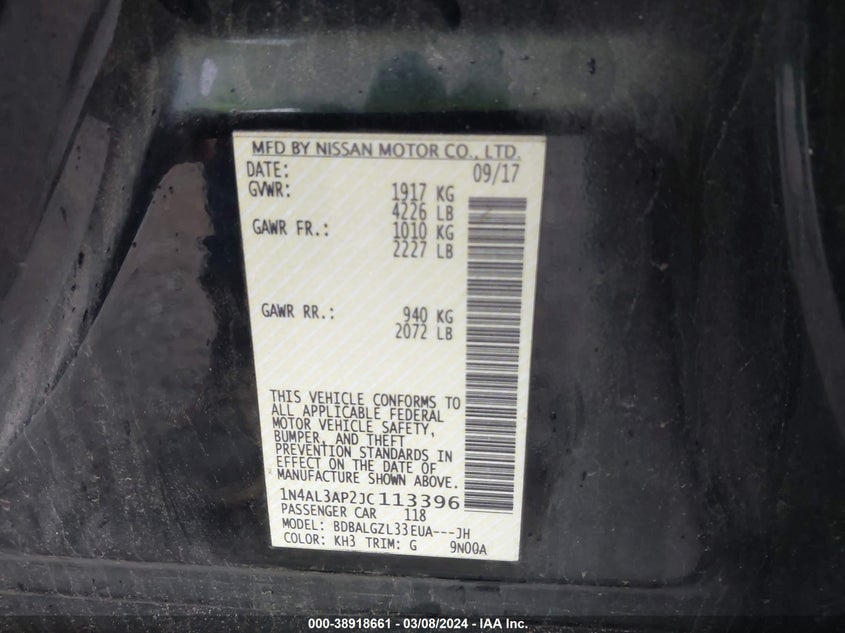 MFD BY NISSAN MOTOR CO., LTD.
DATE: 09/17
GVWR: 1917 KG
4226 LB
GAWR FR.: 1010 KG
2227 LB
GAWR RR.: 940 KG
2072 LB
THIS VEHICLE CONFORMS TO
ALL APPLICABLE FEDERAL
MOTOR VEHICLE SAFETY,
BUMPER, AND THEFT
PREVENTION STANDARDS IN
EFFECT ON THE DATE OF
MANUFACTURE SHOWN ABOVE.
1N4AL3AP2JC113396
PASSENGER CAR 118
MODEL: BDBALGZL33EUA---JH
COLOR: KH3 TRIM: G 9N00A
000-38918661 - 03/08/2024 - IAA Inc.